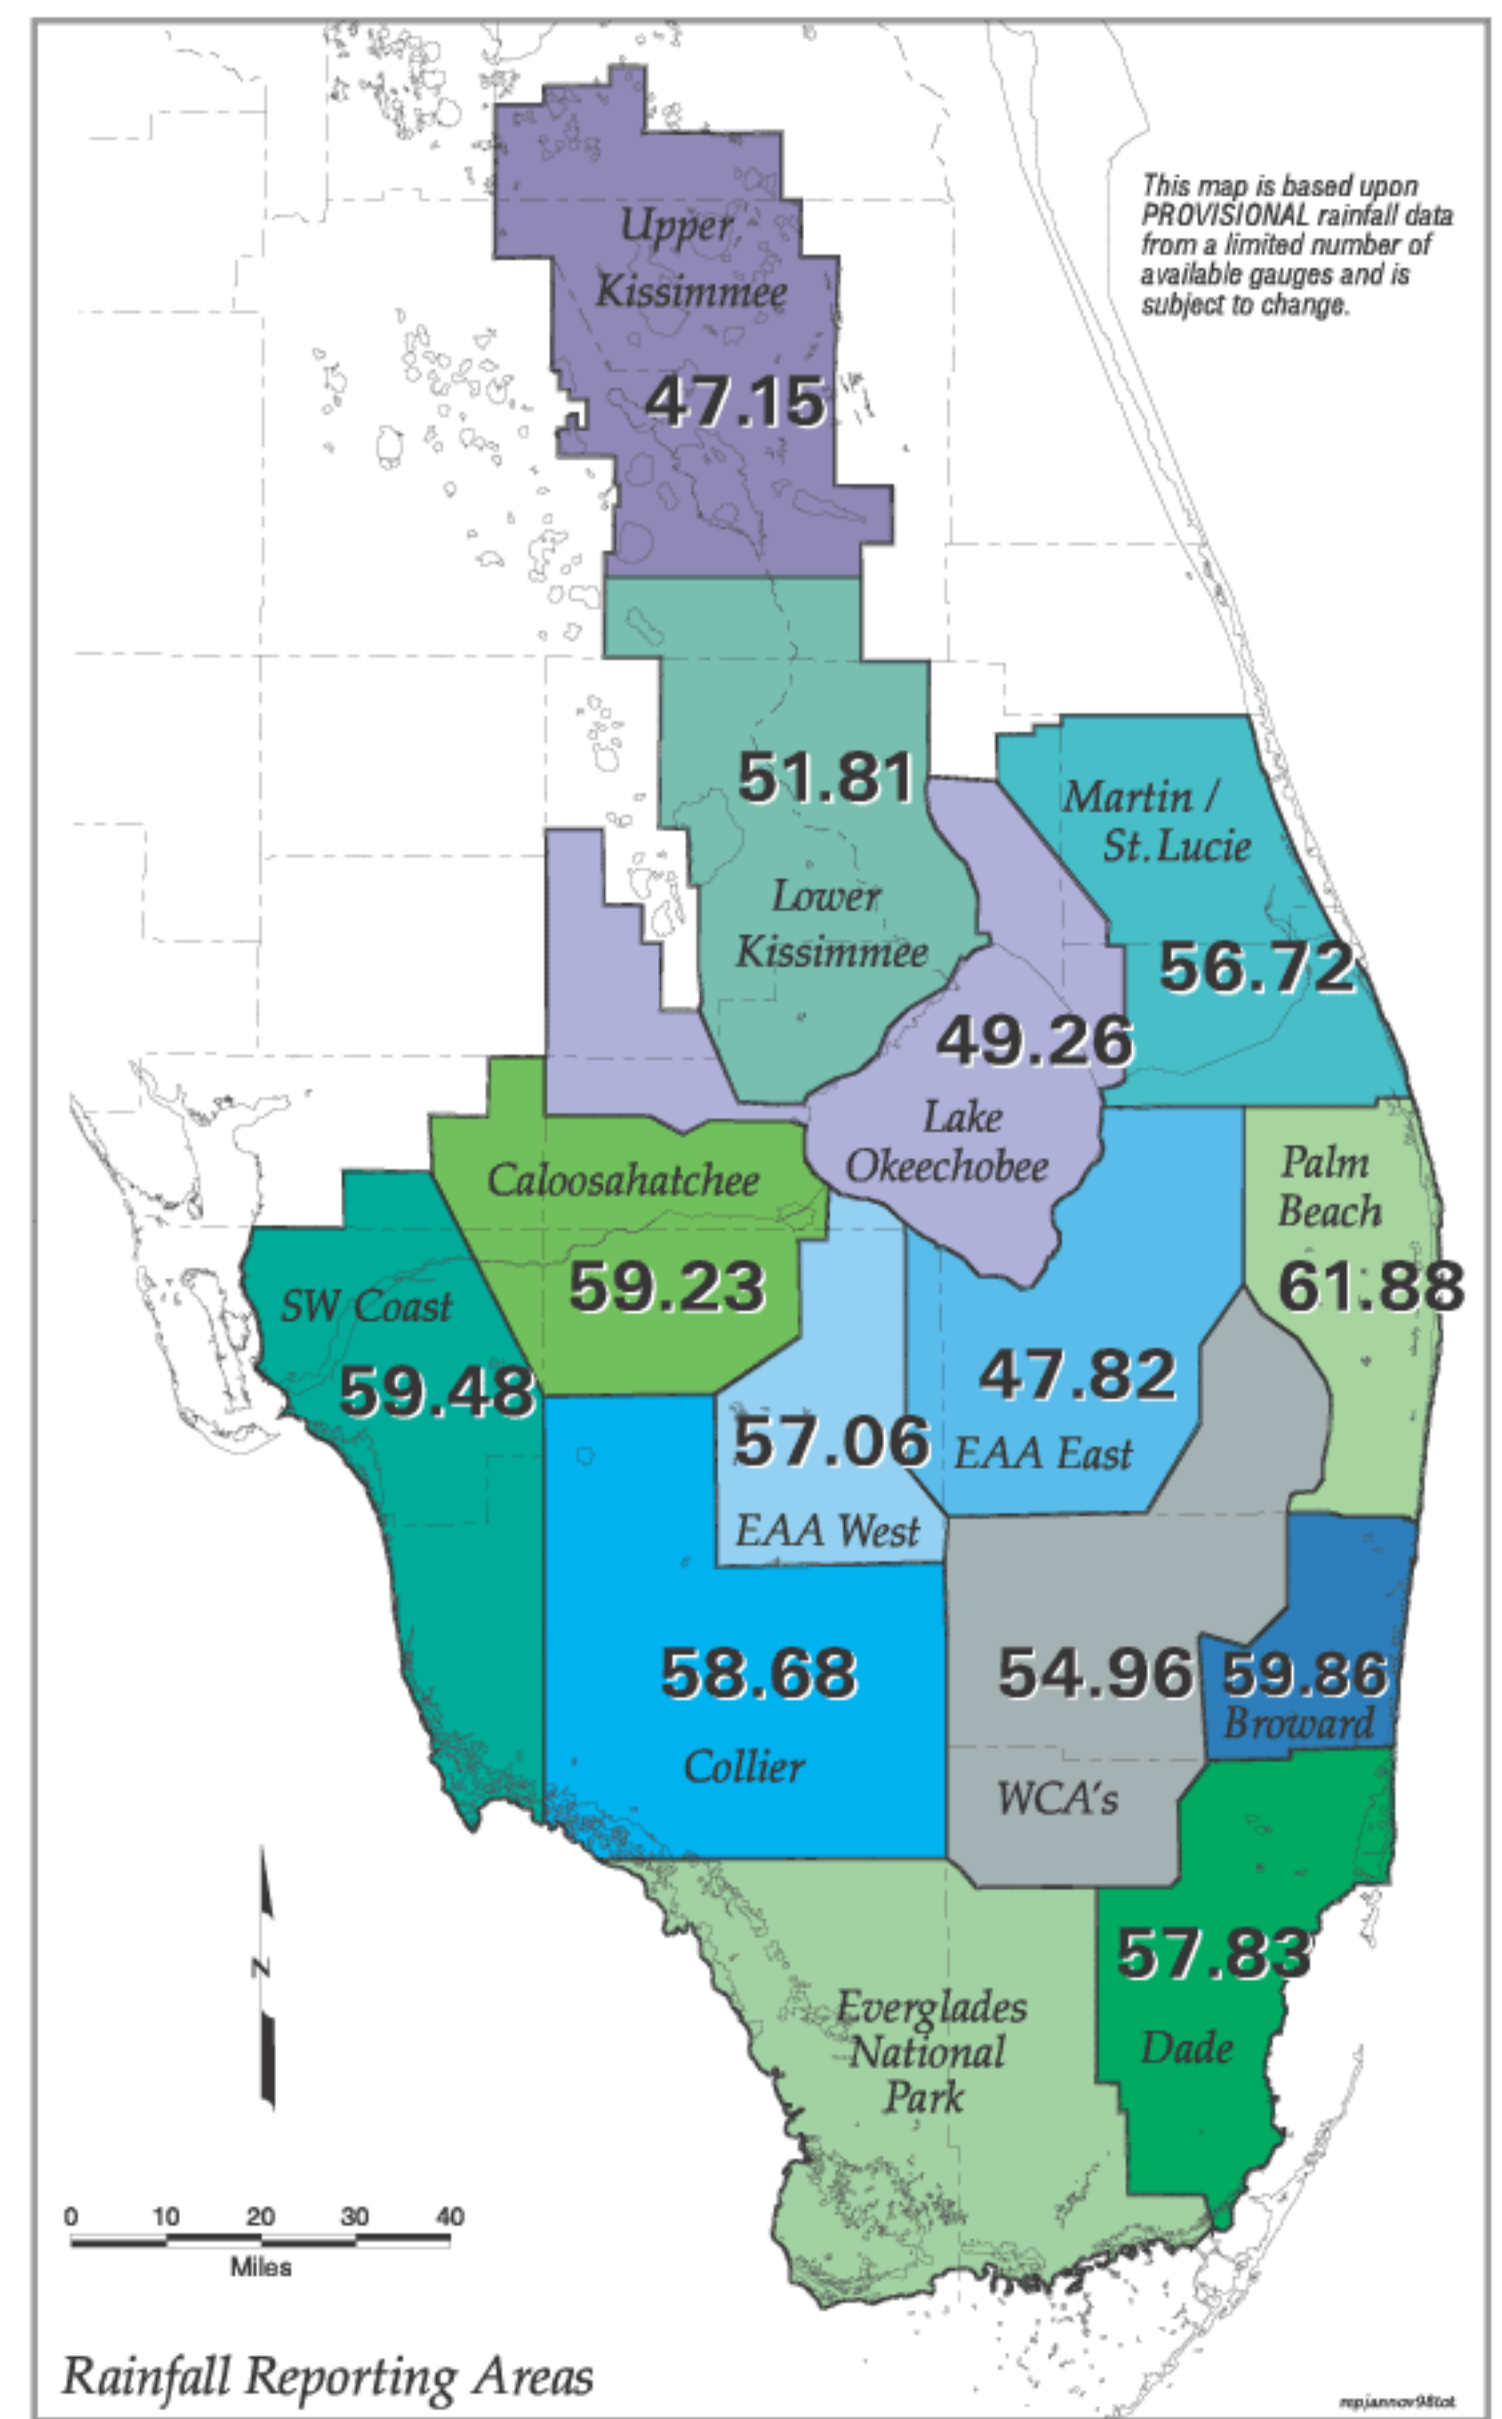 This map is based upon
PROVISIONAL rainfall data
from a limited number of
available gauges and is
subject to change.
Upper
Kissimmee
47.15
51.81
Lower
Kissimmee
Martin /
St. Lucie
56.72
49.26
Lake
Okeechobee
Caloosahatchee
59.23
SW Coast
59.48
Palm
Beach
61.88
47.82
EAA East
57.06
EAA West
58.68
Collier
54.96
WCA's
59.86
Broward
57.83
Dade
Everglades
National
Park
N
0 10 20 30 40
Miles
Rainfall Reporting Areas
repjannov98tot